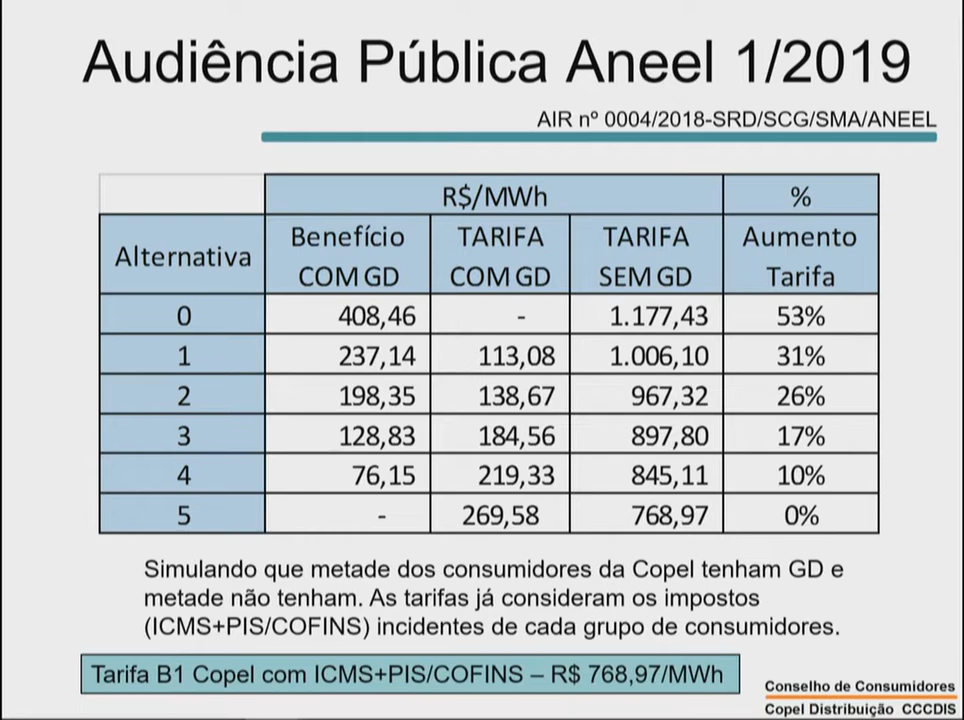 Audiência Pública Aneel 1/2019
AIR nº 0004/2018-SRD/SCG/SMA/ANEEL
R$/MWh %
Alternativa Benefício COM GD TARIFA COM GD TARIFA SEM GD Aumento Tarifa
0 408,46 - 1.177,43 53%
1 237,14 113,08 1.006,10 31%
2 198,35 138,67 967,32 26%
3 128,83 184,56 897,80 17%
4 76,15 219,33 845,11 10%
5 - 269,58 768,97 0%
Simulando que metade dos consumidores da Copel tenham GD e
metade não tenham. As tarifas já consideram os impostos
(ICMS+PIS/COFINS) incidentes de cada grupo de consumidores.
Tarifa B1 Copel com ICMS+PIS/COFINS – R$ 768,97/MWh
Conselho de Consumidores
Copel Distribuição CCCDIS